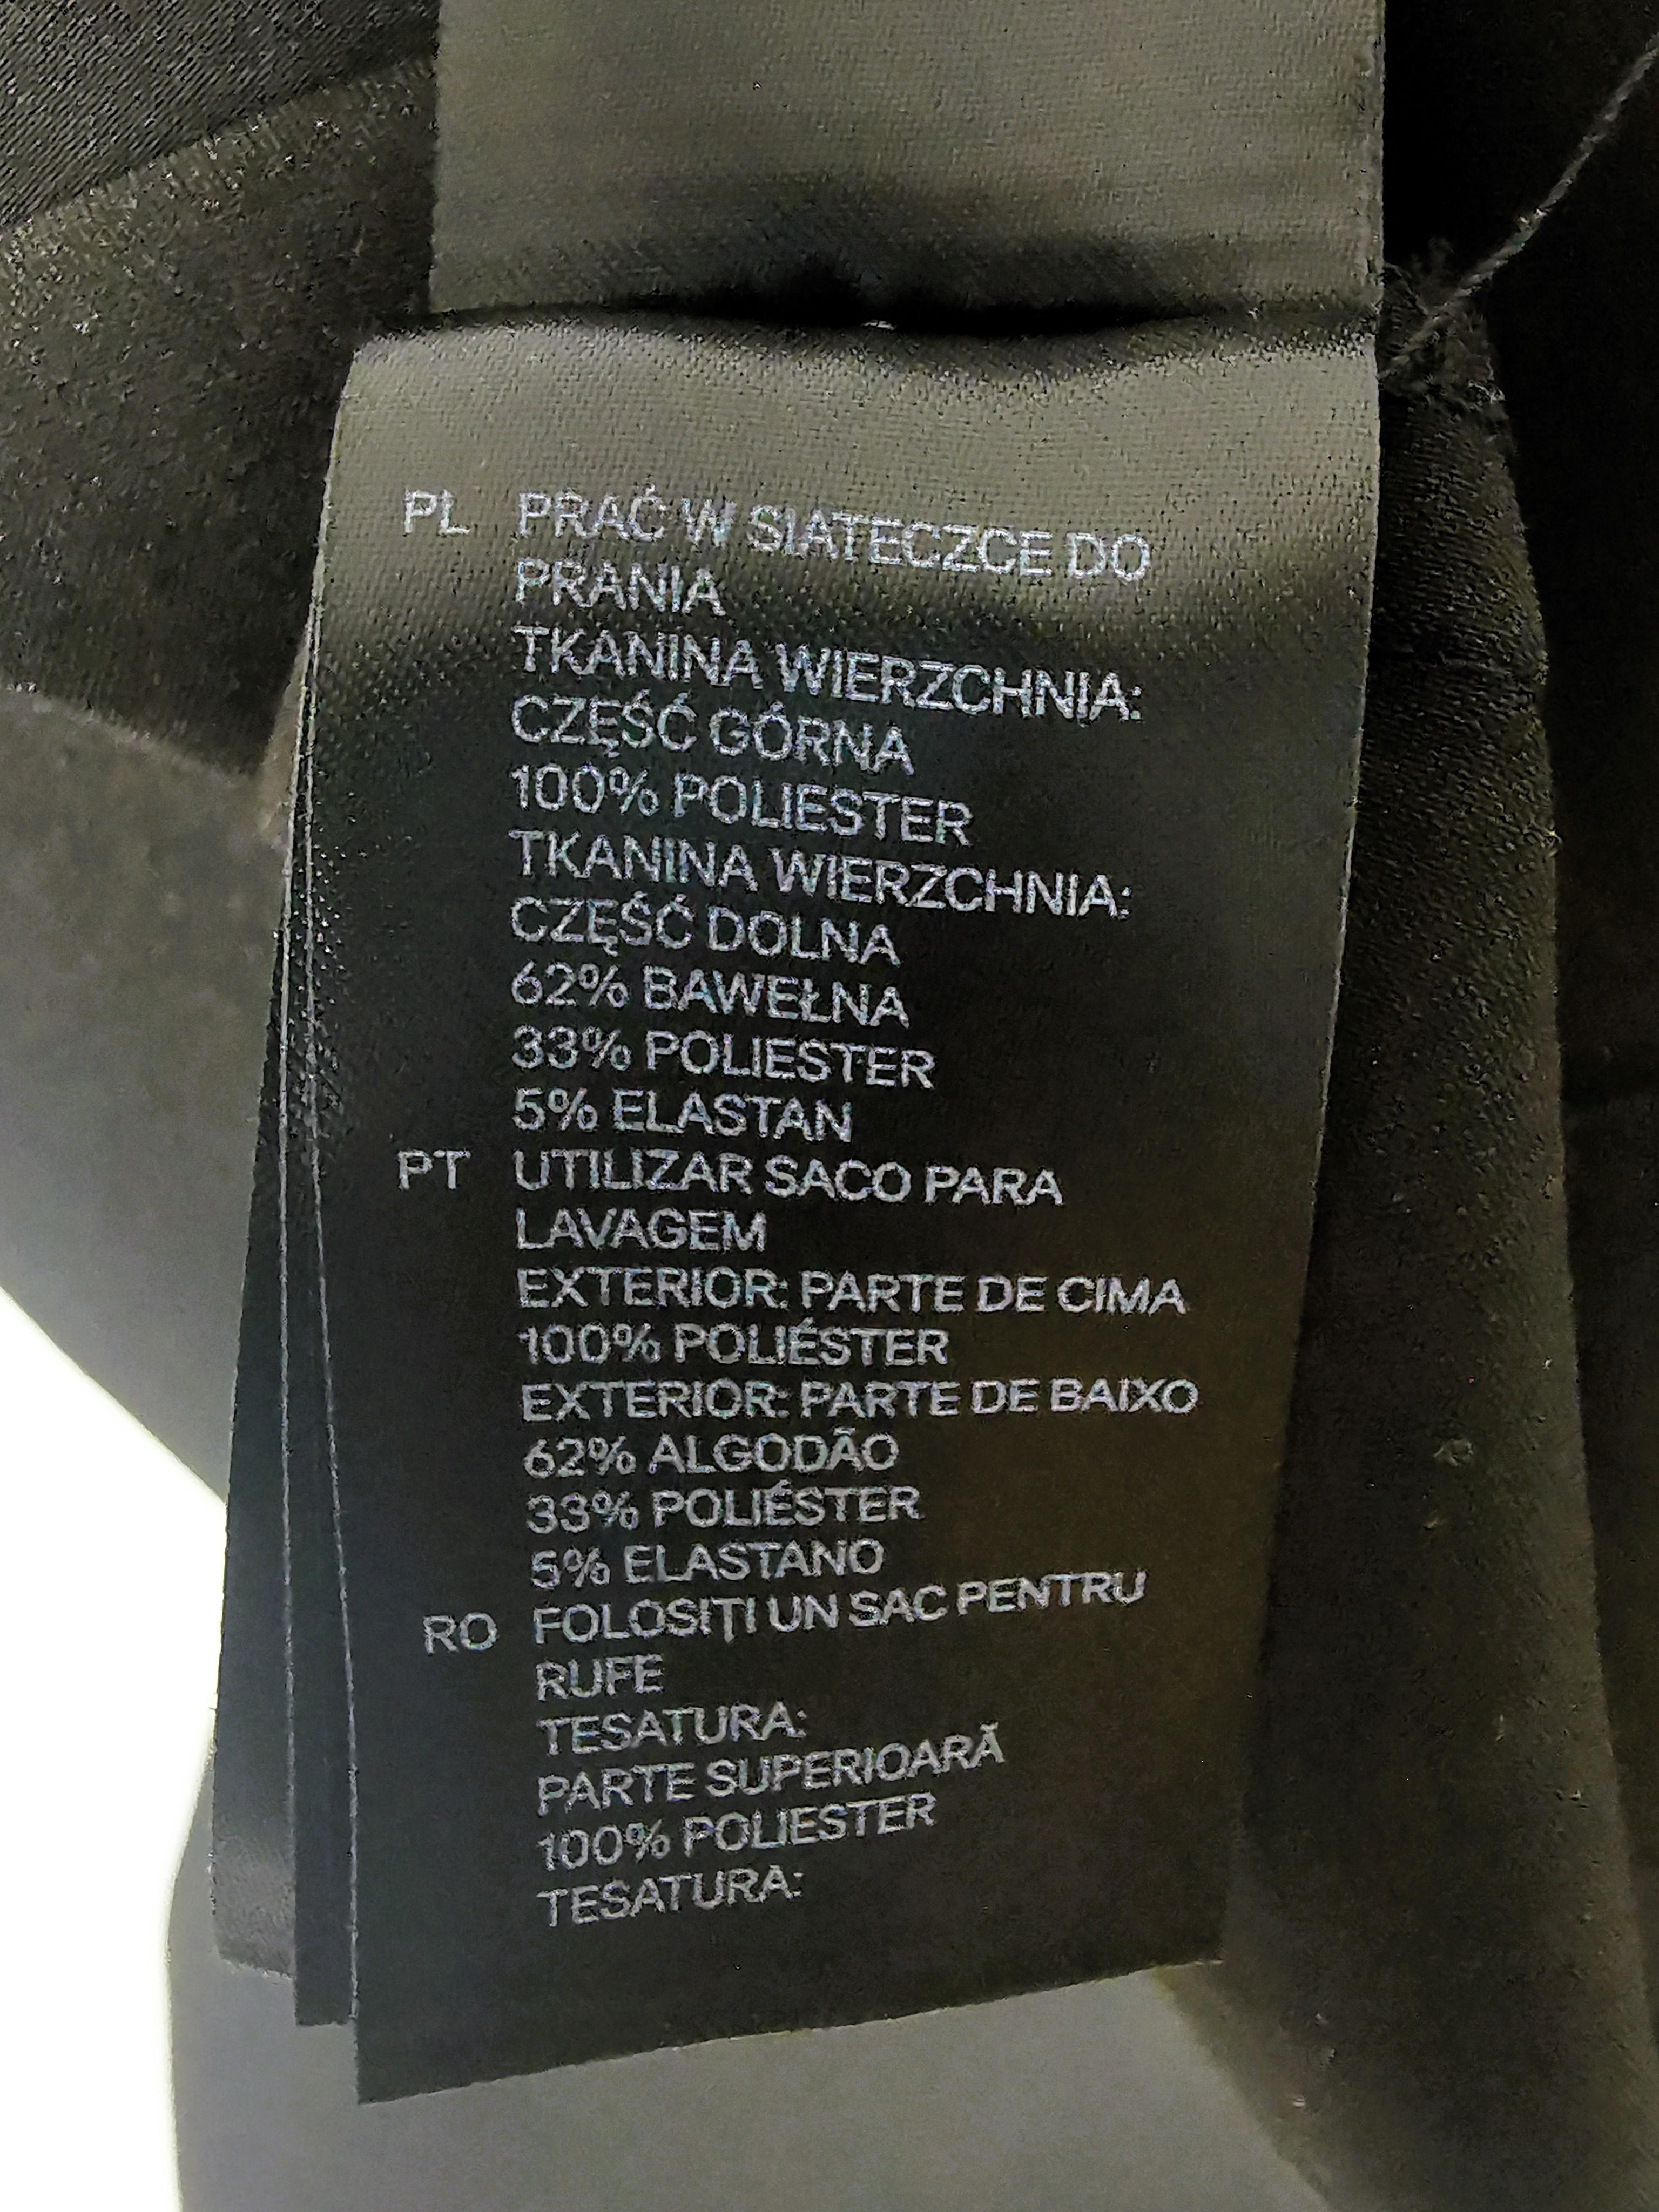 PL PRAĆ W SIATECZCE DO
PRANIA
TKANINA WIERZCHNIA:
CZĘŚĆ GÓRNA
100% POLIESTER
TKANINA WIERZCHNIA:
CZĘŚĆ DOLNA
62% BAWEŁNA
33% POLIESTER
5% ELASTAN
PT UTILIZAR SACO PARA
LAVAGEM
EXTERIOR: PARTE DE CIMA
100% POLIÉSTER
EXTERIOR: PARTE DE BAIXO
62% ALGODÃO
33% POLIÉSTER
5% ELASTANO
RO FOLOSIȚI UN SAC PENTRU
RUFE
TESATURA:
PARTE SUPERIOARĂ
100% POLIESTER
TESATURA: